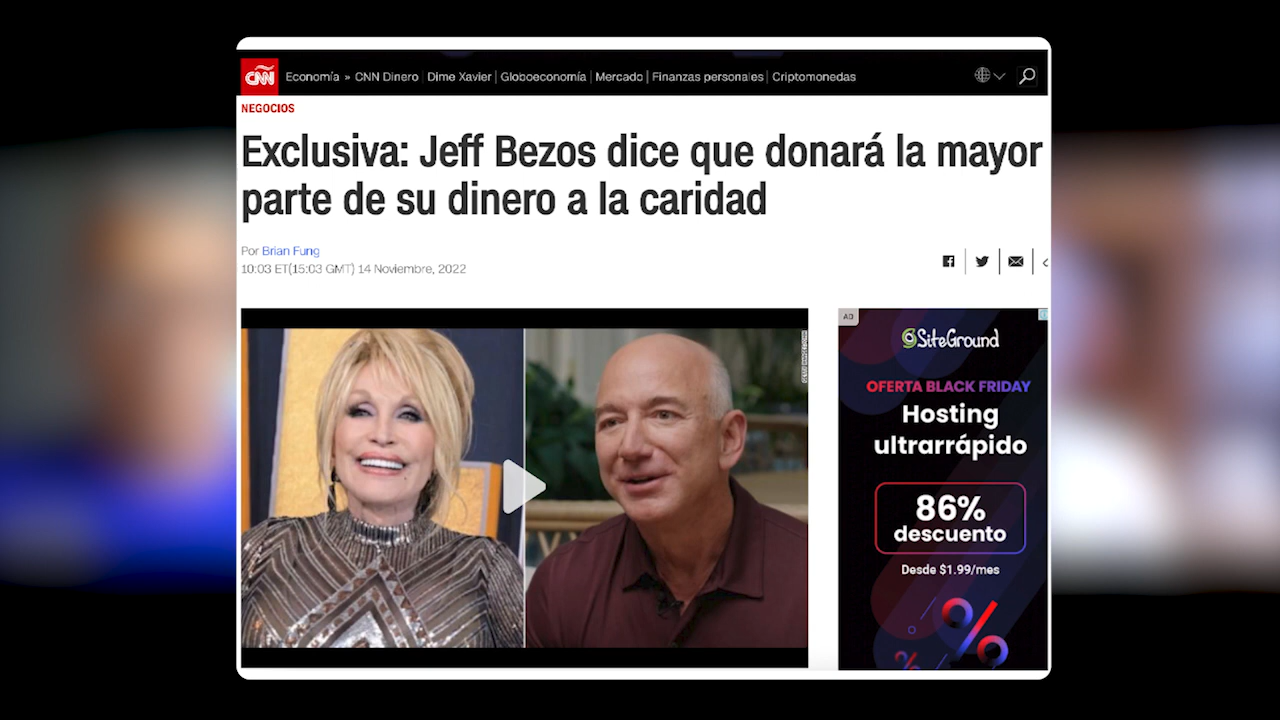 CNN
Economía » CNN Dinero | Dime Xavier | Globoeconomía | Mercado | Finanzas personales | Criptomonedas
NEGOCIOS
Exclusiva: Jeff Bezos dice que donará la mayor
parte de su dinero a la caridad
Por Brian Fung
10:03 ET(15:03 GMT) 14 Noviembre, 2022
AD
SiteGround
OFERTA BLACK FRIDAY
Hosting
ultrarrápido
86%
descuento
Desde $1.99/mes
%
%